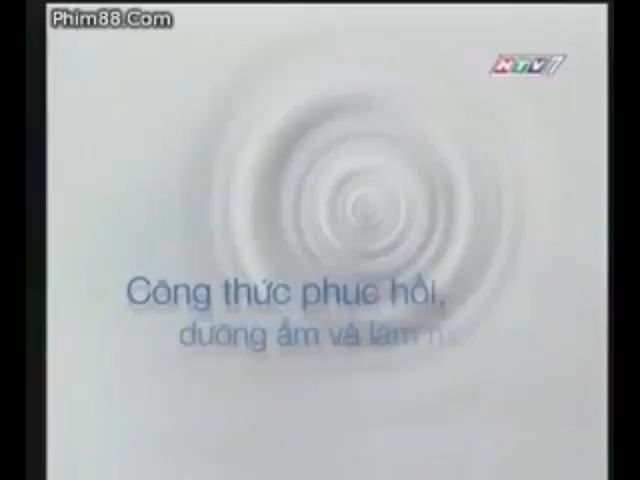 Phim88.Com
HTV7
Công thức phục hồi,
dưỡng ẩm và làm